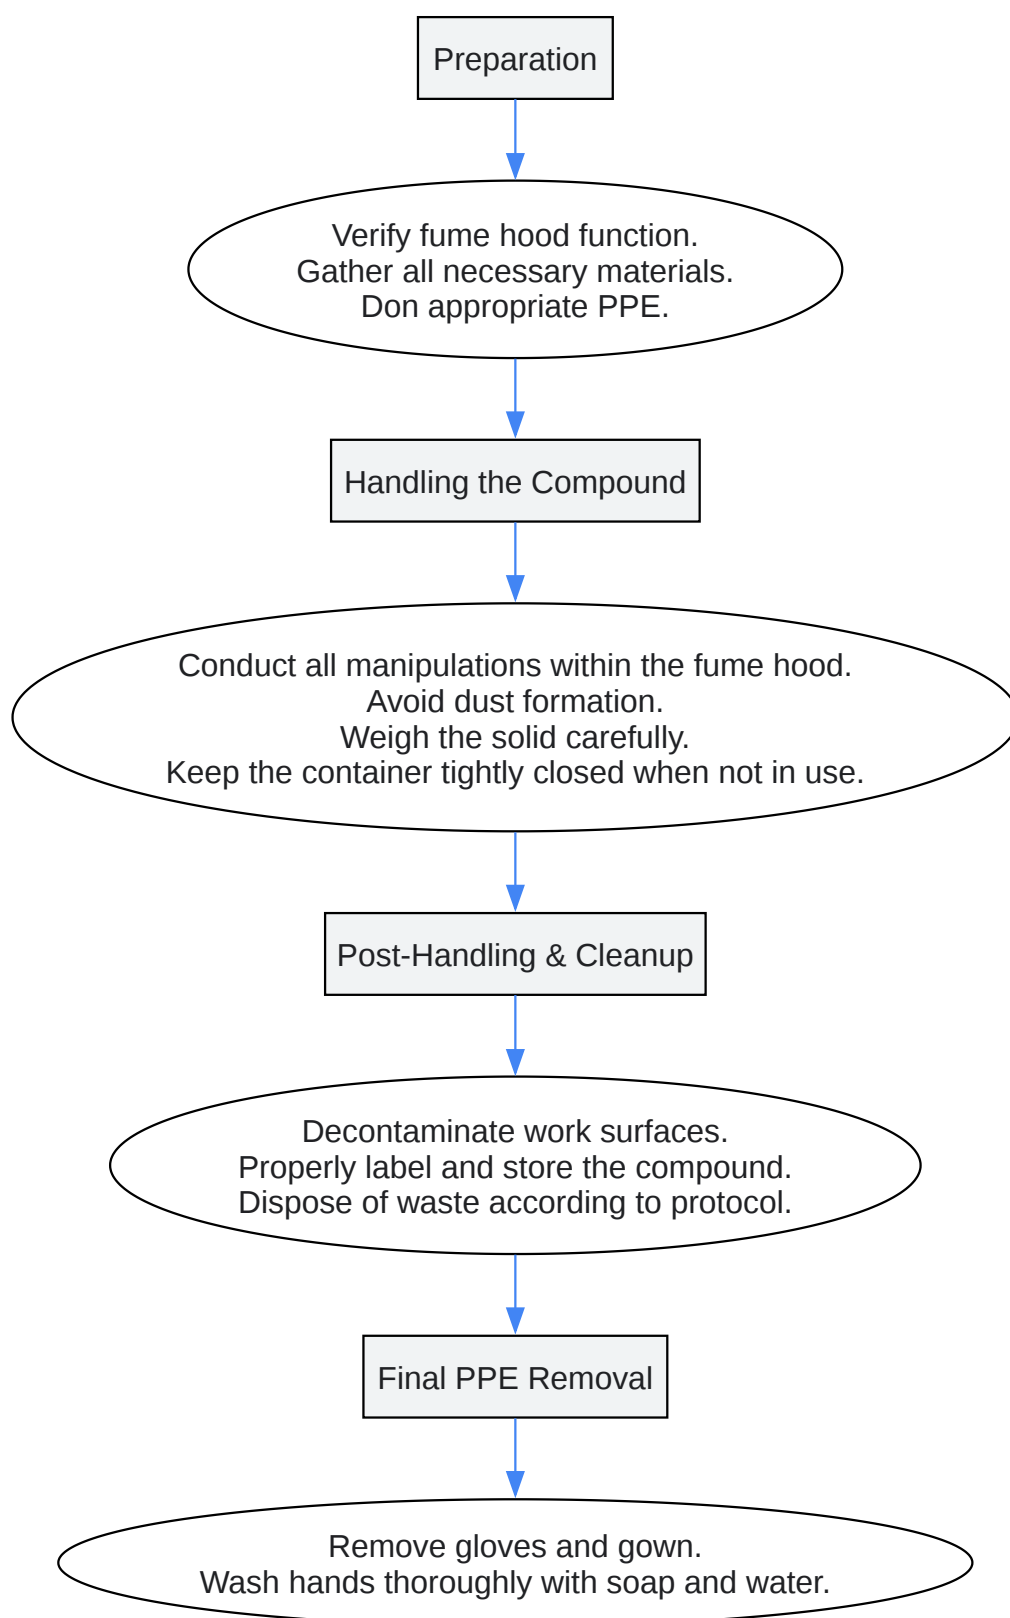 Preparation
Verify fume hood function.
Gather all necessary materials.
Don appropriate PPE.
Handling the Compound
Conduct all manipulations within the fume hood.
Avoid dust formation.
Weigh the solid carefully.
Keep the container tightly closed when not in use.
Post-Handling & Cleanup
Decontaminate work surfaces.
Properly label and store the compound.
Dispose of waste according to protocol.
Final PPE Removal
Remove gloves and gown.
Wash hands thoroughly with soap and water.